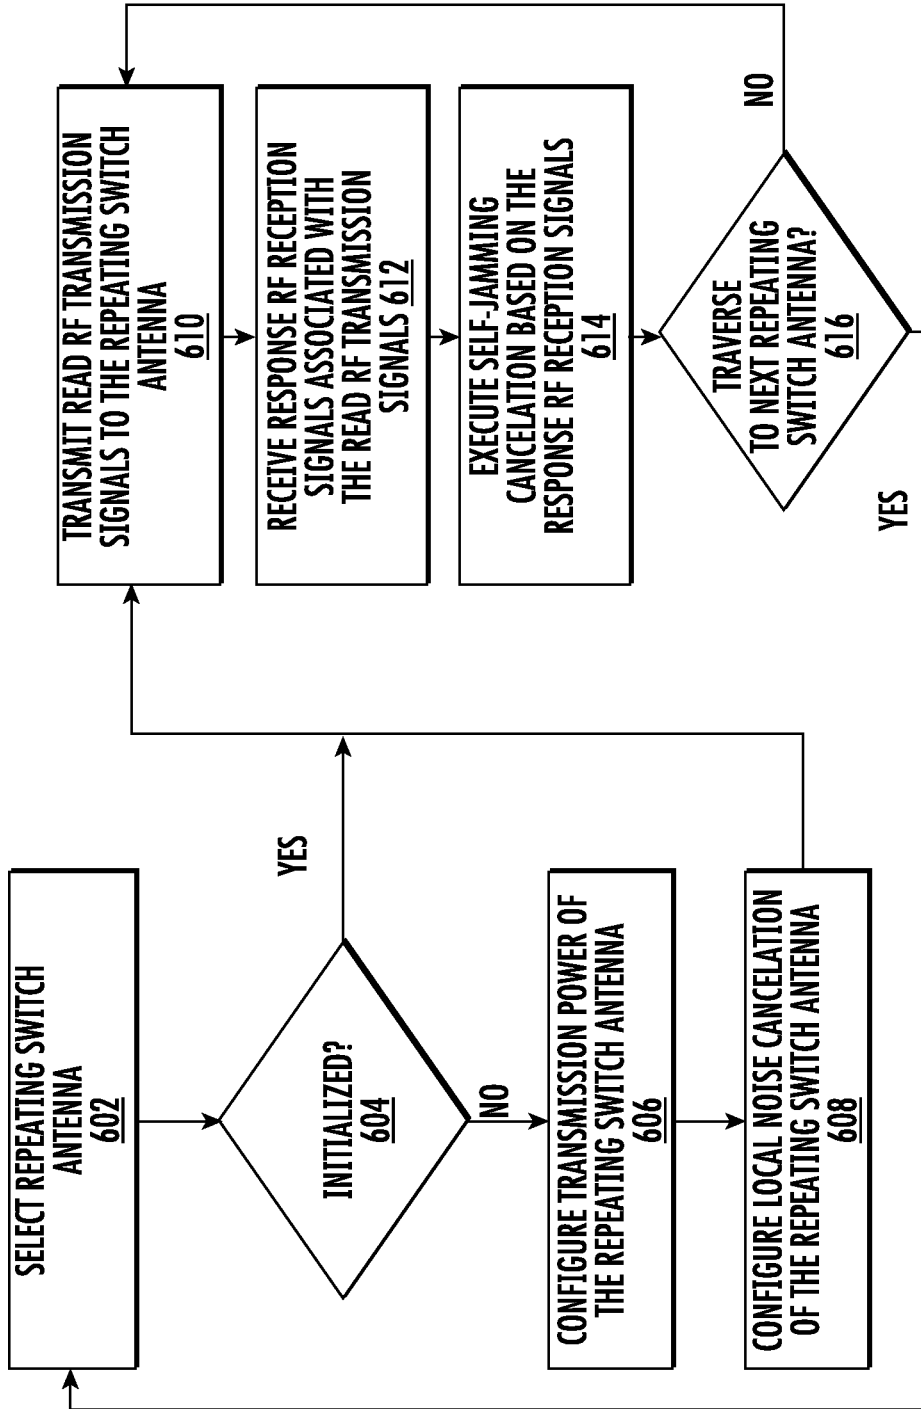 SELECT REPEATING SWITCH
ANTENNA
602
INITIALIZED?
604
YES
NO
CONFIGURE TRANSMISSION POWER OF
THE REPEATING SWITCH ANTENNA
606
CONFIGURE LOCAL NOISE CANCELATION
OF THE REPEATING SWITCH ANTENNA
608
TRANSMIT READ RF TRANSMISSION
SIGNALS TO THE REPEATING SWITCH
ANTENNA
610
RECEIVE RESPONSE RF RECEPTION
SIGNALS ASSOCIATED WITH
THE READ RF TRANSMISSION
SIGNALS 612
EXECUTE SELF-JAMMING
CANCELATION BASED ON THE
RESPONSE RF RECEPTION SIGNALS
614
TRAVERSE
TO NEXT REPEATING
SWITCH ANTENNA?
616
NO
YES